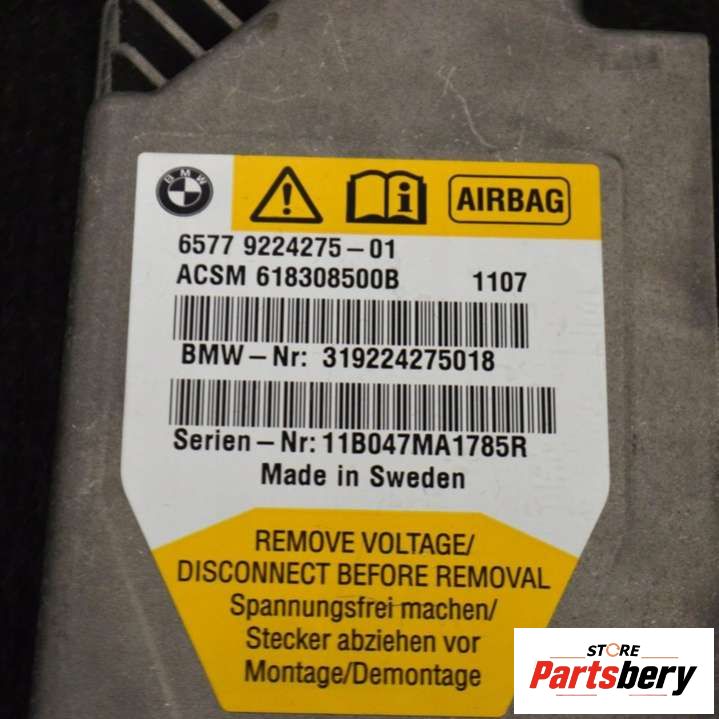 BMW
AIRBAG
6577 9224275-01
ACSM 618308500B 1107
BMW-Nr: 319224275018
Serien-Nr: 11B047MA1785R
Made in Sweden
REMOVE VOLTAGE/
DISCONNECT BEFORE REMOVAL
Spannungsfrei machen/
Stecker abziehen vor
Montage/Demontage
STORE
Partsbery